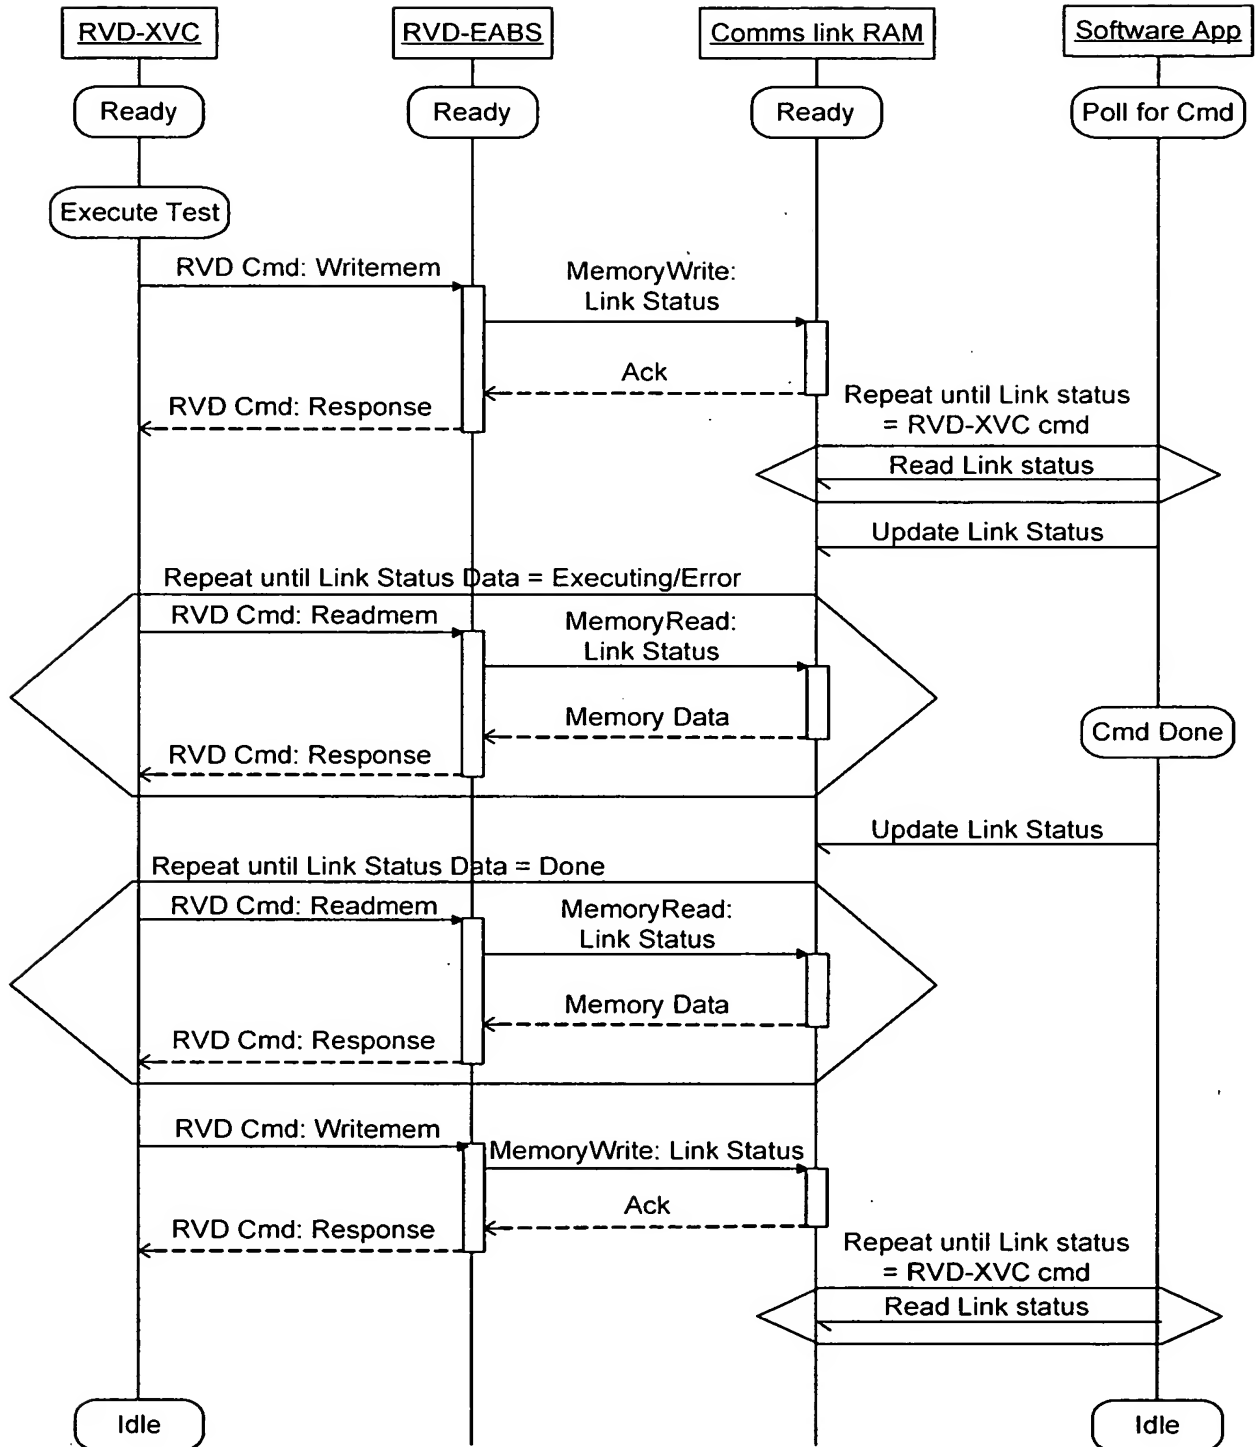 RVD-XVC
RVD-EABS
Comms link RAM
Software App
Ready
Ready
Ready
Poll for Cmd
Execute Test
RVD Cmd: Writemem
MemoryWrite:
Link Status
Ack
RVD Cmd: Response
Repeat until Link status
= RVD-XVC cmd
Read Link status
Update Link Status
Repeat until Link Status Data = Executing/Error
RVD Cmd: Readmem
MemoryRead:
Link Status
Memory Data
Cmd Done
RVD Cmd: Response
Update Link Status
Repeat until Link Status Data = Done
RVD Cmd: Readmem
MemoryRead:
Link Status
Memory Data
RVD Cmd: Response
RVD Cmd: Writemem
MemoryWrite: Link Status
Ack
RVD Cmd: Response
Repeat until Link status
= RVD-XVC cmd
Read Link status
Idle
Idle